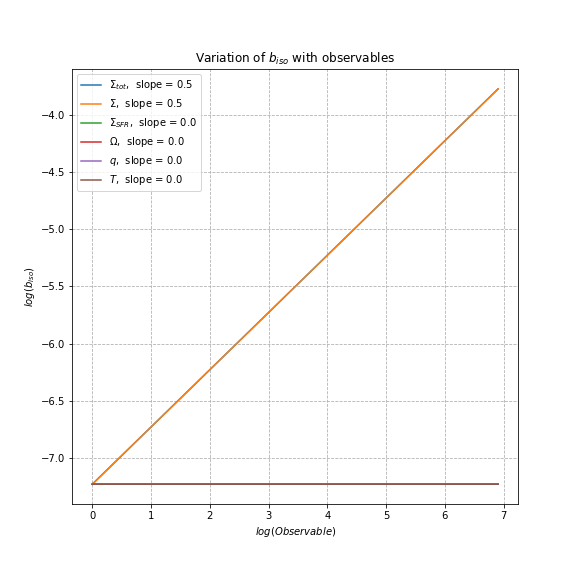 Variation of b_iso with observables
Σ_tot, slope = 0.5
Σ, slope = 0.5
Σ_SFR, slope = 0.0
Ω, slope = 0.0
q, slope = 0.0
T, slope = 0.0
log(b_iso)
−4.0
−4.5
−5.0
−5.5
−6.0
−6.5
−7.0
0 1 2 3 4 5 6 7
log(Observable)